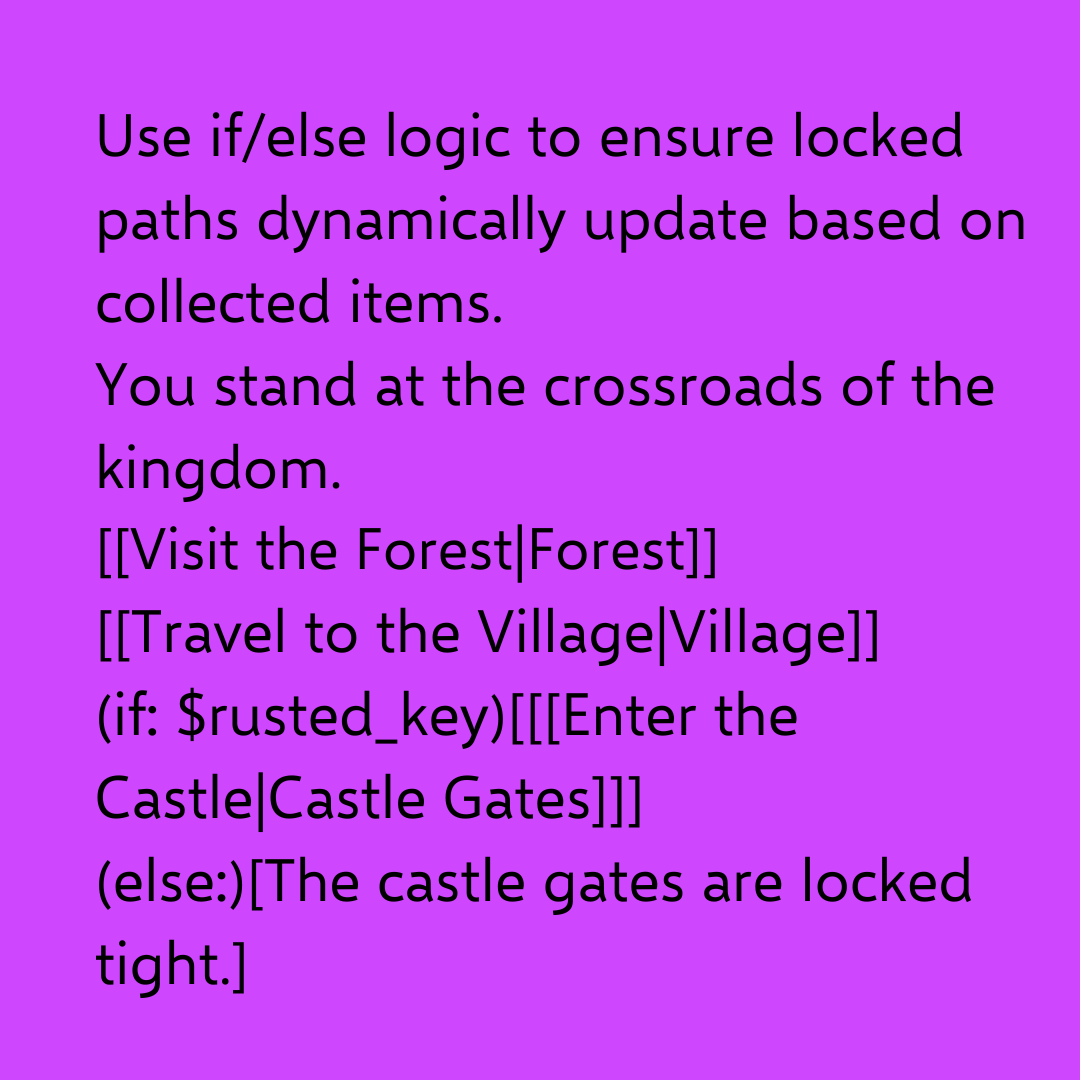 Use if/else logic to ensure locked
paths dynamically update based on
collected items.
You stand at the crossroads of the
kingdom.
[[Visit the Forest|Forest]]
[[Travel to the Village|Village]]
(if: $rusted_key)[[[Enter the
Castle|Castle Gates]]]
(else:)[The castle gates are locked
tight.]